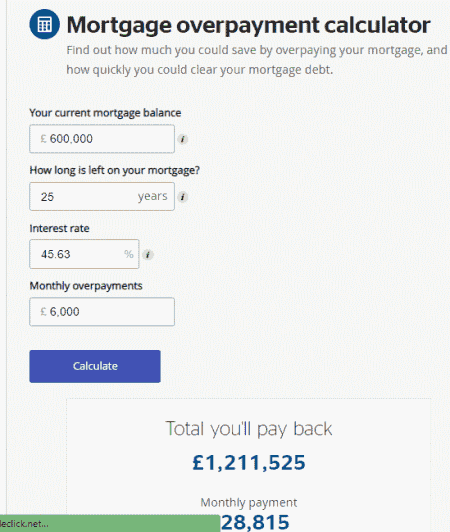 Mortgage overpayment calculator
Find out how much you could save by overpaying your mortgage, and
how quickly you could clear your mortgage debt.
Your current mortgage balance
£ 600,000 i
How long is left on your mortgage?
25 years i
Interest rate
45.63 % i
Monthly overpayments
£ 6,000
Calculate
Total you'll pay back
£1,211,525
Monthly payment
leclick.net... 28,815